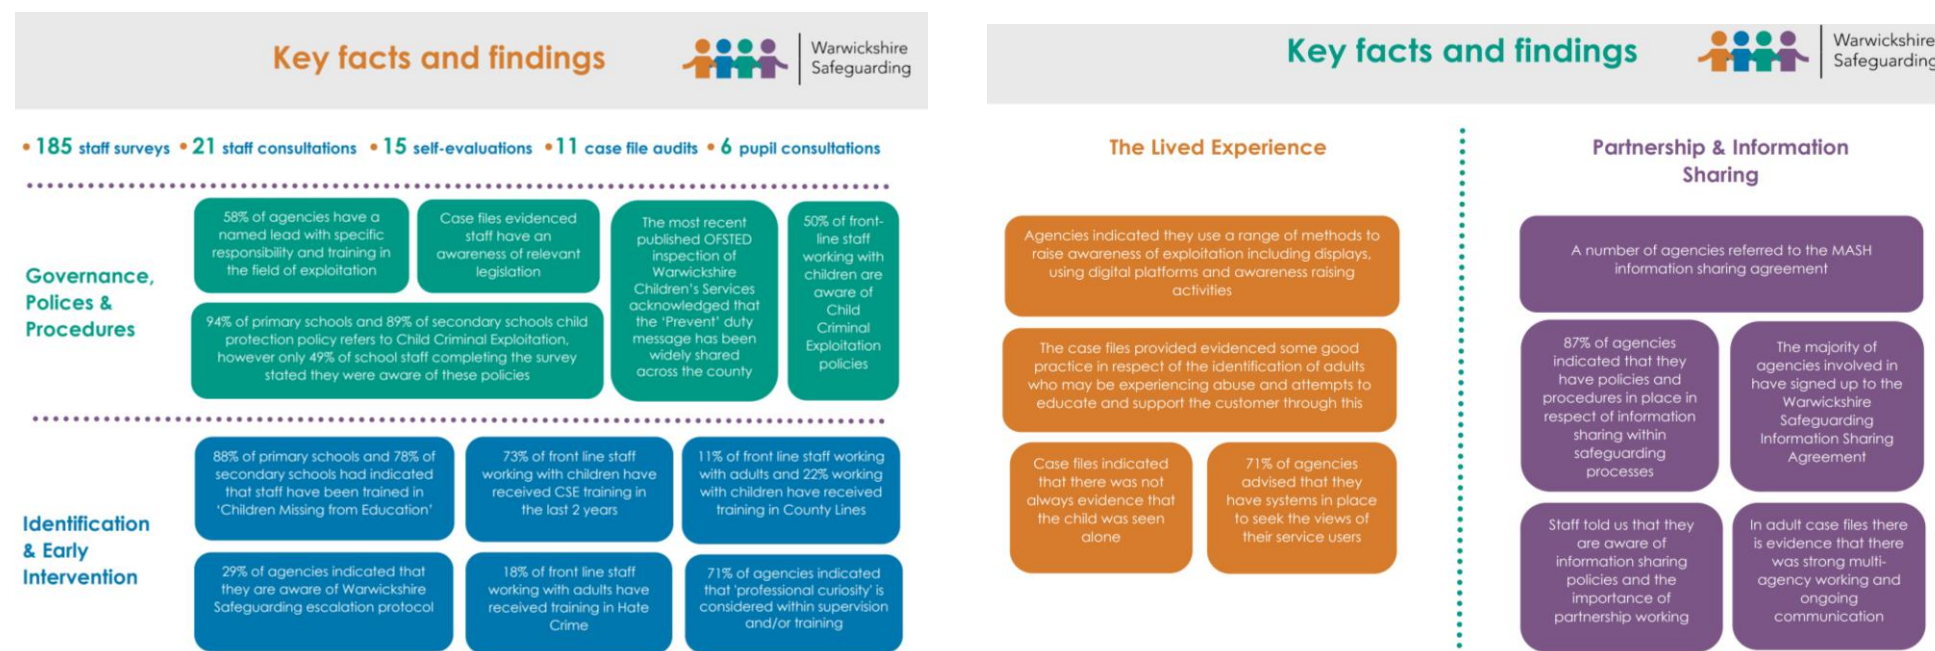 Key facts and findings
Warwickshire
Safeguarding
• 185 staff surveys • 21 staff consultations • 15 self-evaluations • 11 case file audits • 6 pupil consultations
Governance,
Polices &
Procedures
58% of agencies have a
named lead with specific
responsibility and training in
the field of exploitation
Case files evidenced
staff have an
awareness of relevant
legislation
94% of primary schools and 89% of secondary schools child
protection policy refers to Child Criminal Exploitation,
however only 49% of school staff completing the survey
stated they were aware of these policies
The most recent
published OFSTED
inspection of
Warwickshire
Children's Services
acknowledged that
the 'Prevent' duty
message has been
widely shared
across the county
50% of front-
line staff
working with
children are
aware of
Child
Criminal
Exploitation
policies
Identification
& Early
Intervention
88% of primary schools and 78% of
secondary schools had indicated
that staff have been trained in
'Children Missing from Education'
73% of front line staff
working with children have
received CSE training in
the last 2 years
11% of front line staff working
with adults and 22% working
with children have received
training in County Lines
29% of agencies indicated that
they are aware of Warwickshire
Safeguarding escalation protocol
18% of front line staff
working with adults have
received training in Hate
Crime
71% of agencies indicated
that 'professional curiosity' is
considered within supervision
and/or training
Key facts and findings
Warwickshire
Safeguarding
The Lived Experience
Agencies indicated they use a range of methods to
raise awareness of exploitation including displays,
using digital platforms and awareness raising
activities
The case files provided evidenced some good
practice in respect of the identification of adults
who may be experiencing abuse and attempts to
educate and support the customer through this
Case files indicated
that there was not
always evidence that
the child was seen
alone
71% of agencies
advised that they
have systems in place
to seek the views of
their service users
Partnership & Information
Sharing
A number of agencies referred to the MASH
information sharing agreement
87% of agencies
indicated that they
have policies and
procedures in place in
respect of information
sharing within
safeguarding
processes
The majority of
agencies involved in
have signed up to the
Warwickshire
Safeguarding
Information Sharing
Agreement
Staff told us that they
are aware of
information sharing
policies and the
importance of
partnership working
In adult case files there
is evidence that there
was strong multi-
agency working and
ongoing
communication